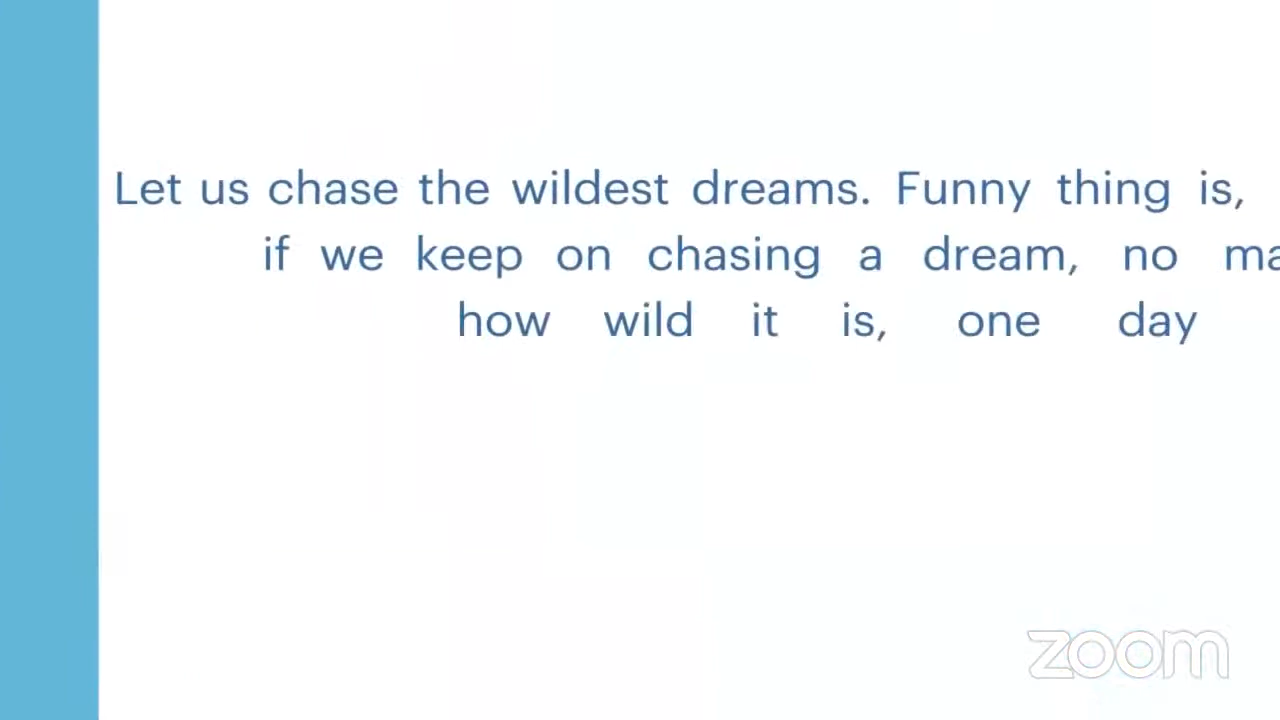 Let us chase the wildest dreams. Funny thing is,
if we keep on chasing a dream, no
how wild it is, one day
zoom